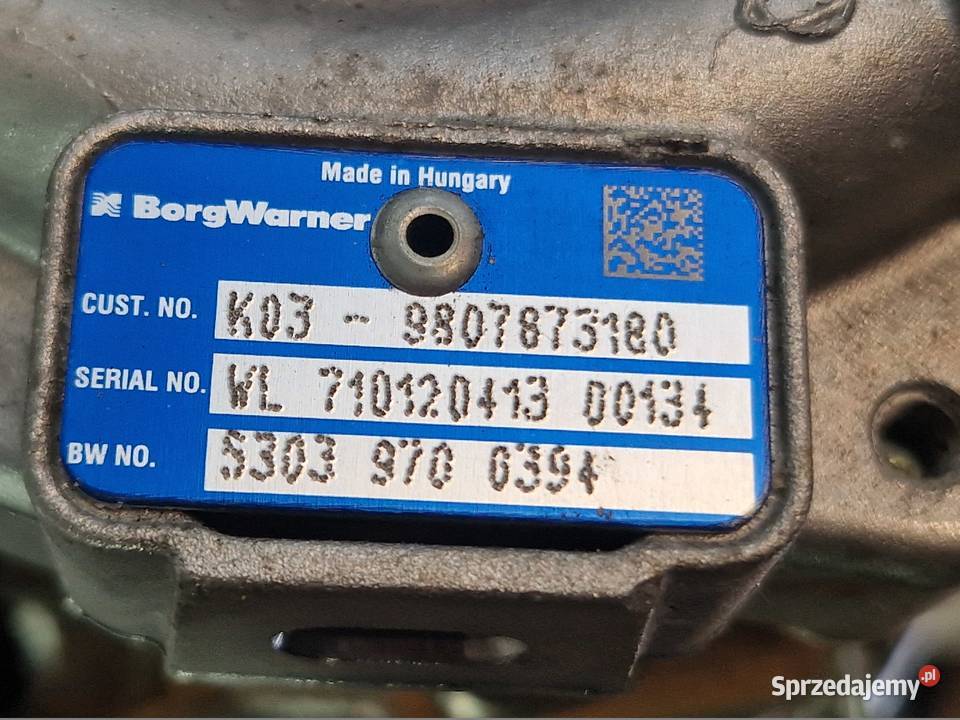 Made in Hungary
BorgWarner
CUST. NO. K03 - 9807873180
SERIAL NO. WL 710120413 00134
BW NO. 5303 970 0394
Sprzedajemy.pl